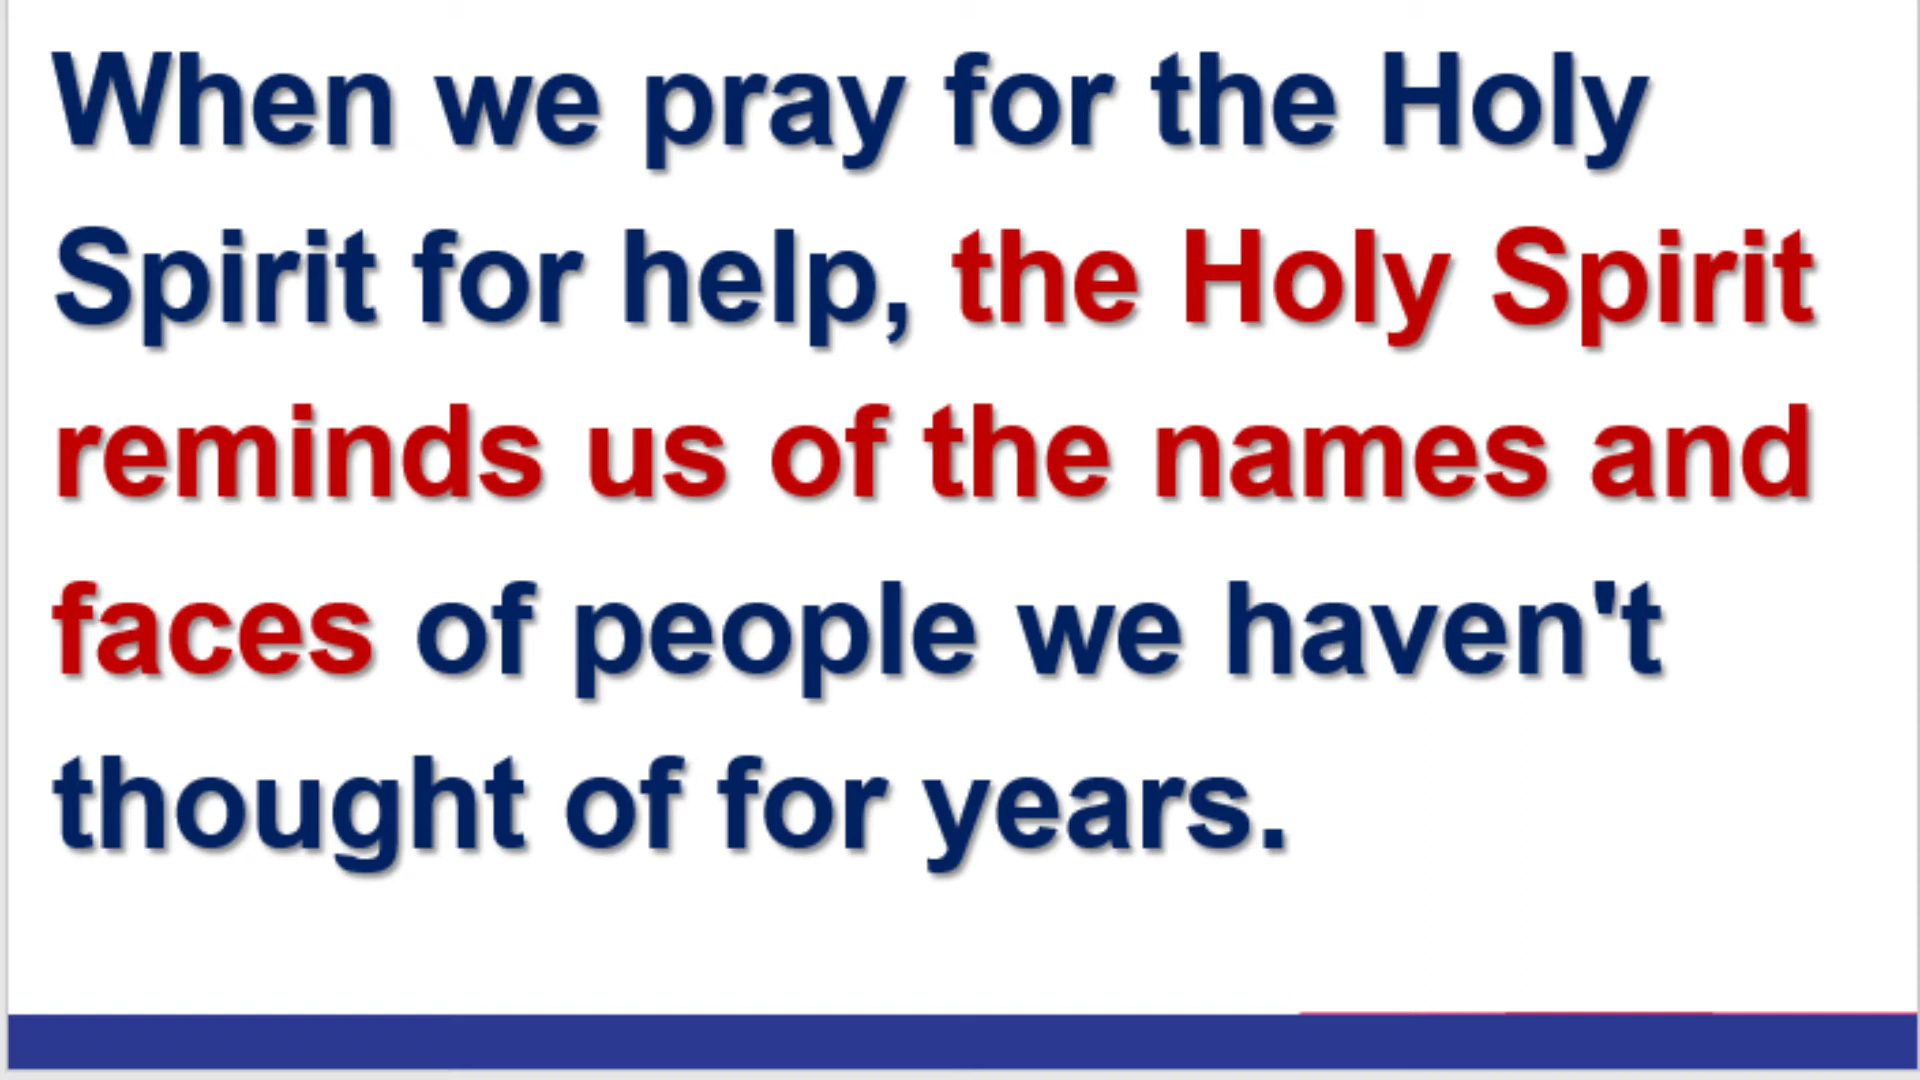 When we pray for the Holy
Spirit for help, the Holy Spirit
reminds us of the names and
faces of people we haven't
thought of for years.